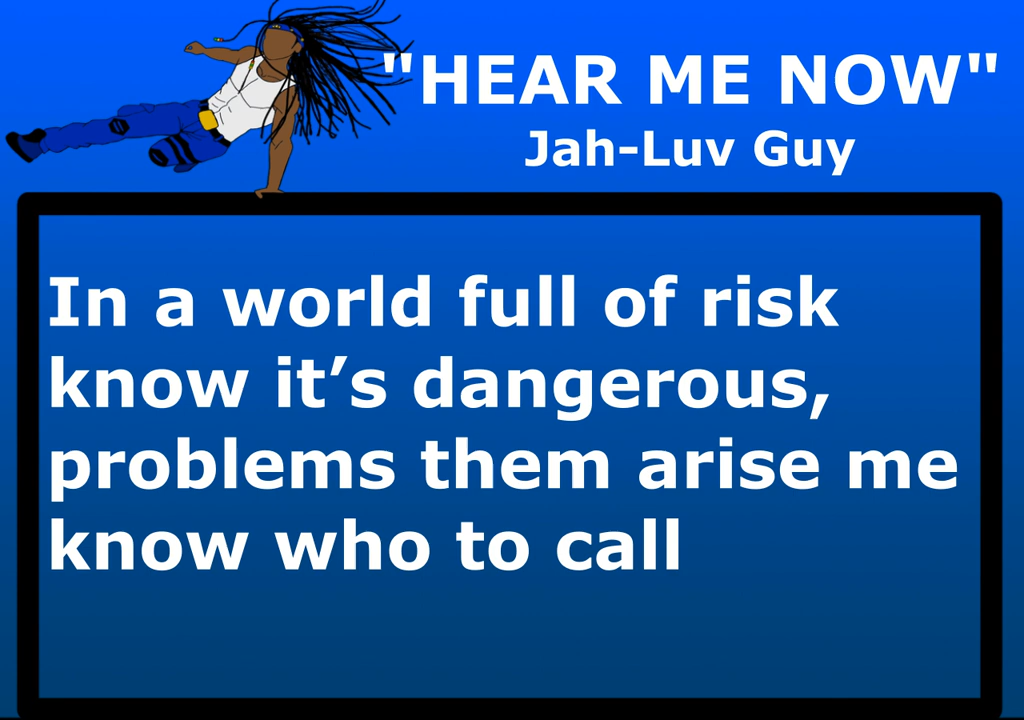 "HEAR ME NOW"
Jah-Luv Guy
In a world full of risk
know it’s dangerous,
problems them arise me
know who to call